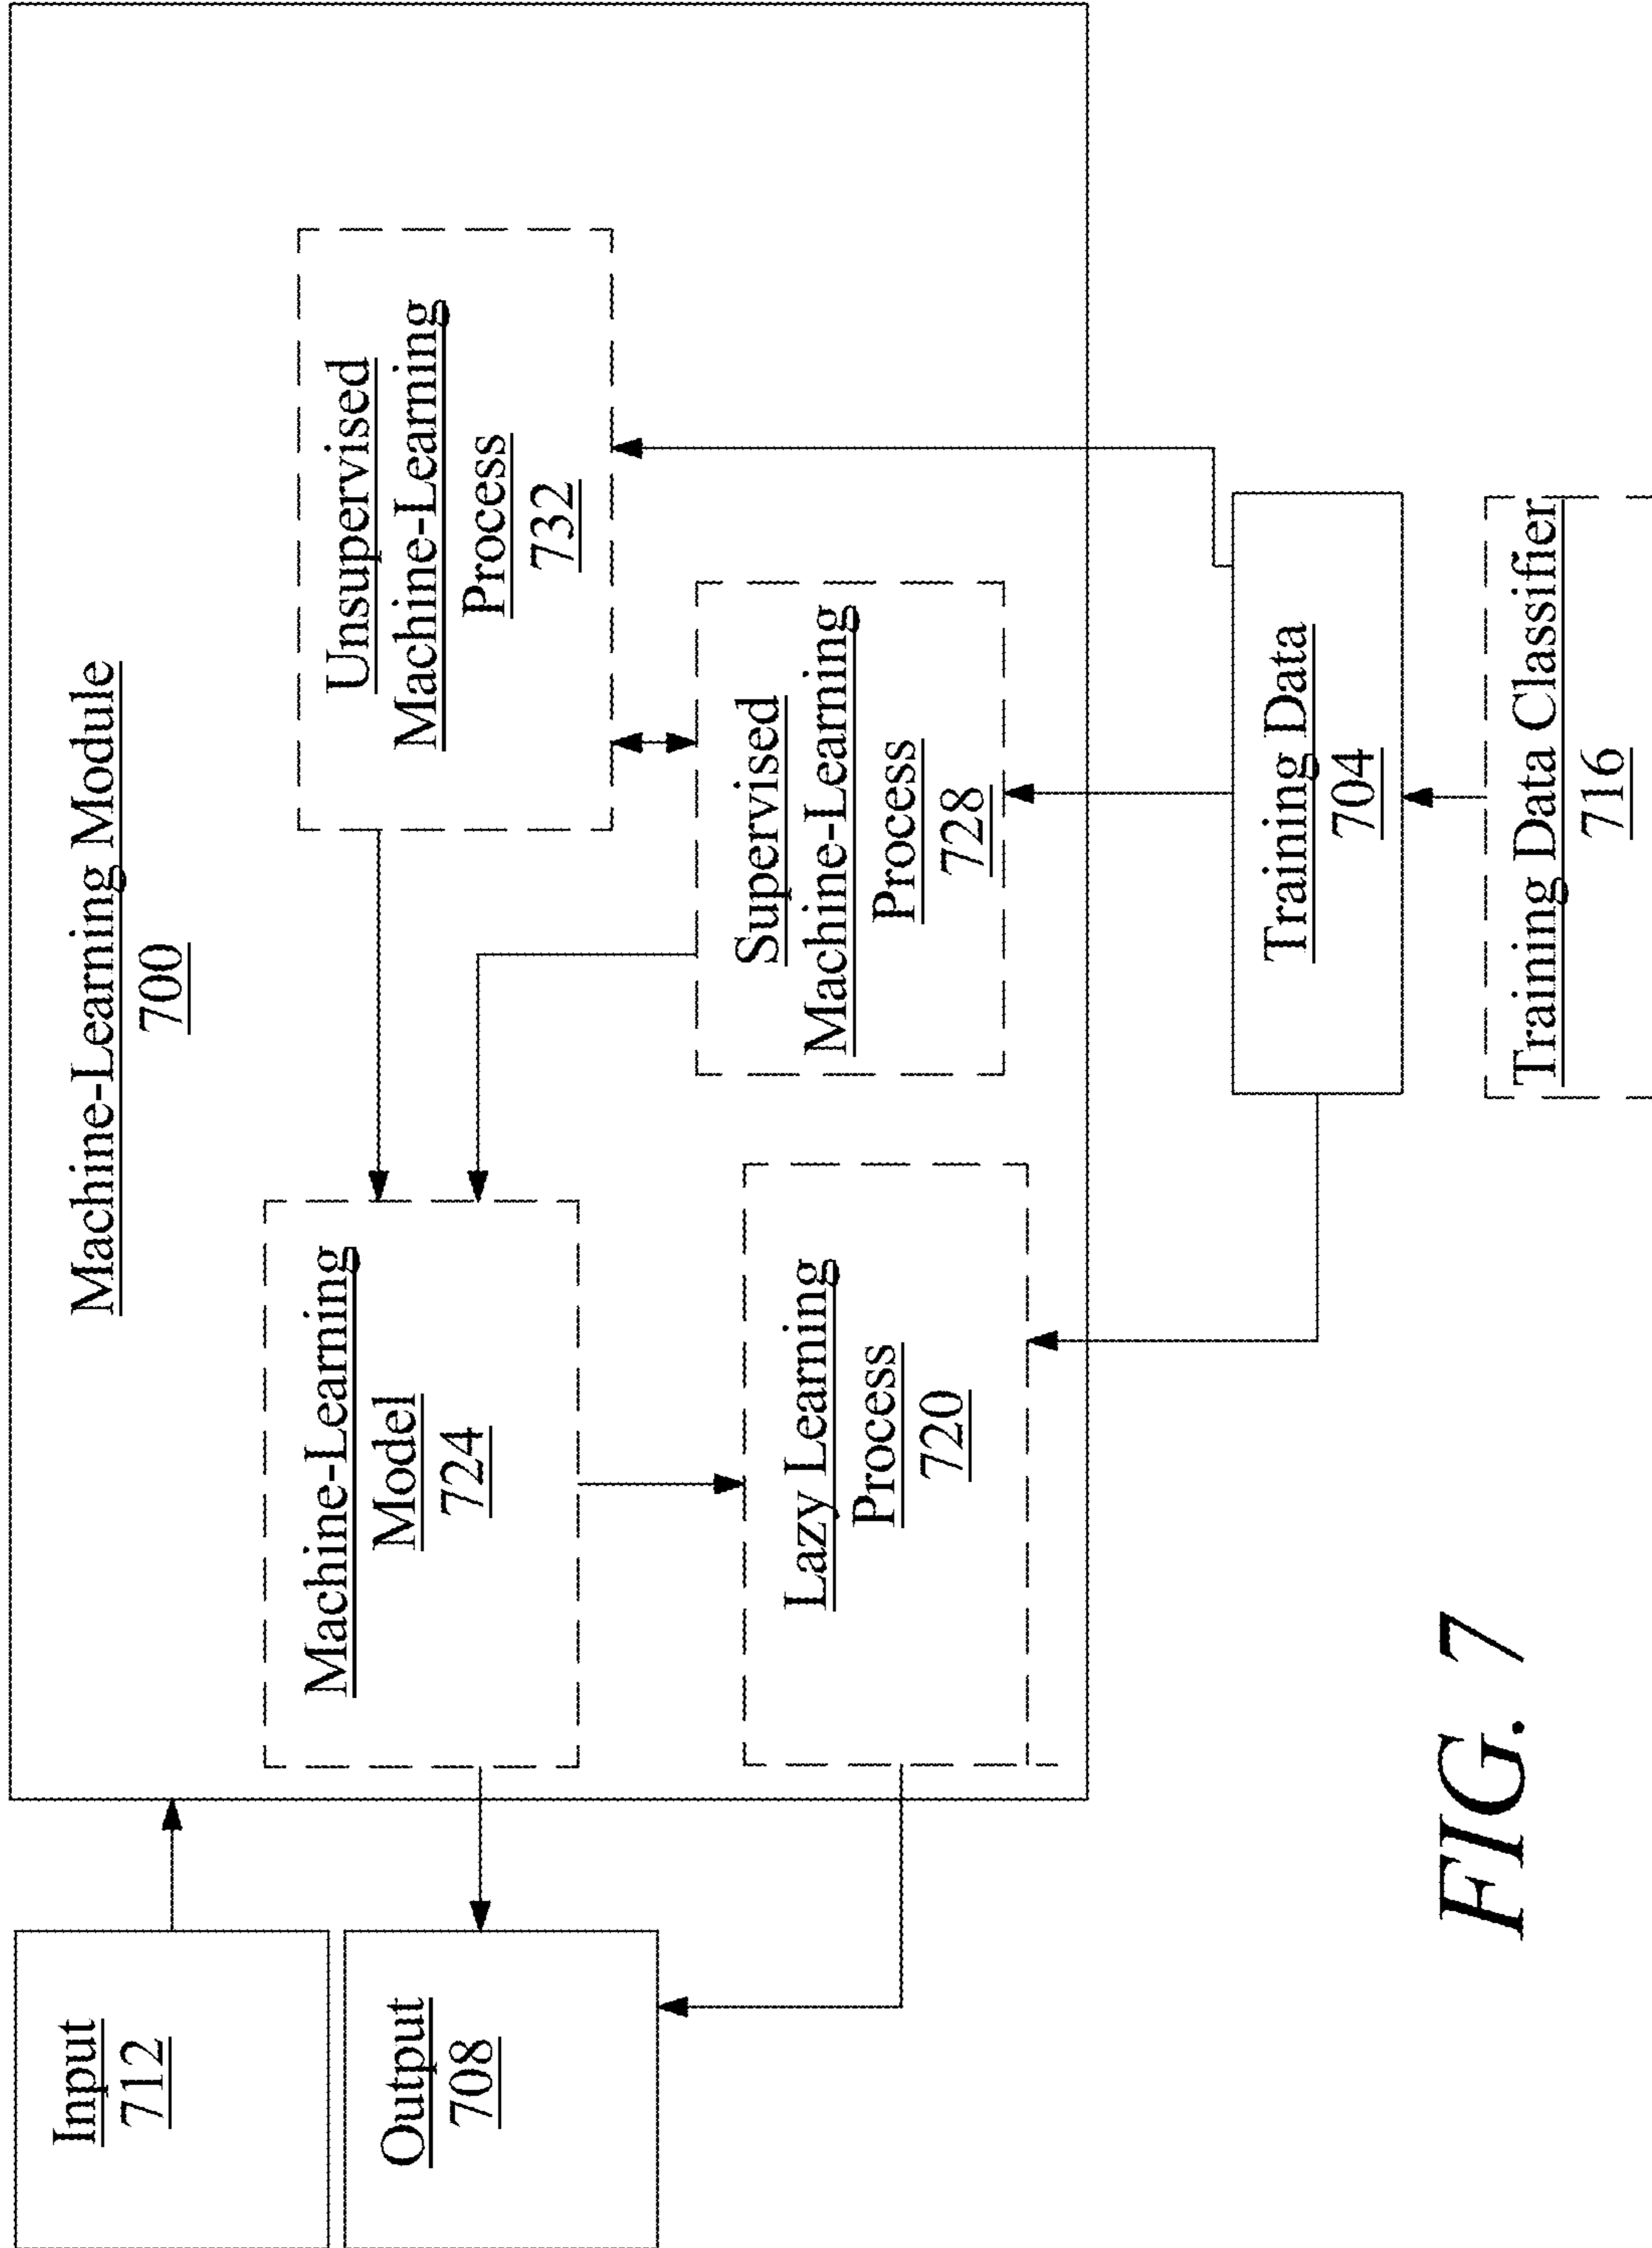 Machine-Learning Module
700
Input
712
Output
708
Machine-Learning
Model
724
Unsupervised
Machine-Learning
Process
732
Lazy Learning
Process
720
Supervised
Machine-Learning
Process
728
Training Data
704
Training Data Classifier
716
FIG. 7